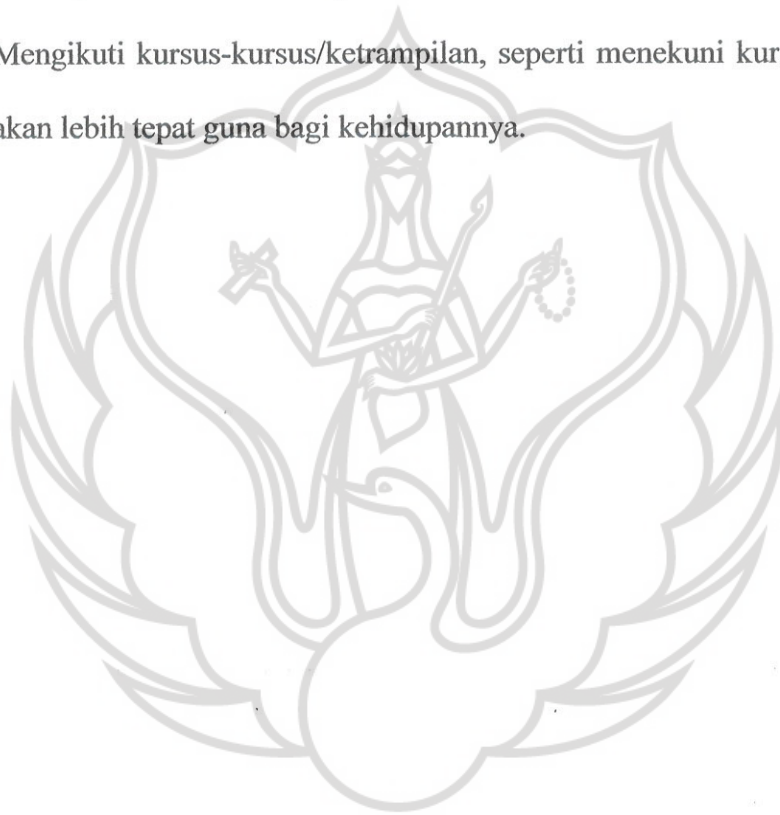 Mengikuti kursus-kursus/ketrampilan, seperti menekuni kur
akan lebih tepat guna bagi kehidupannya.